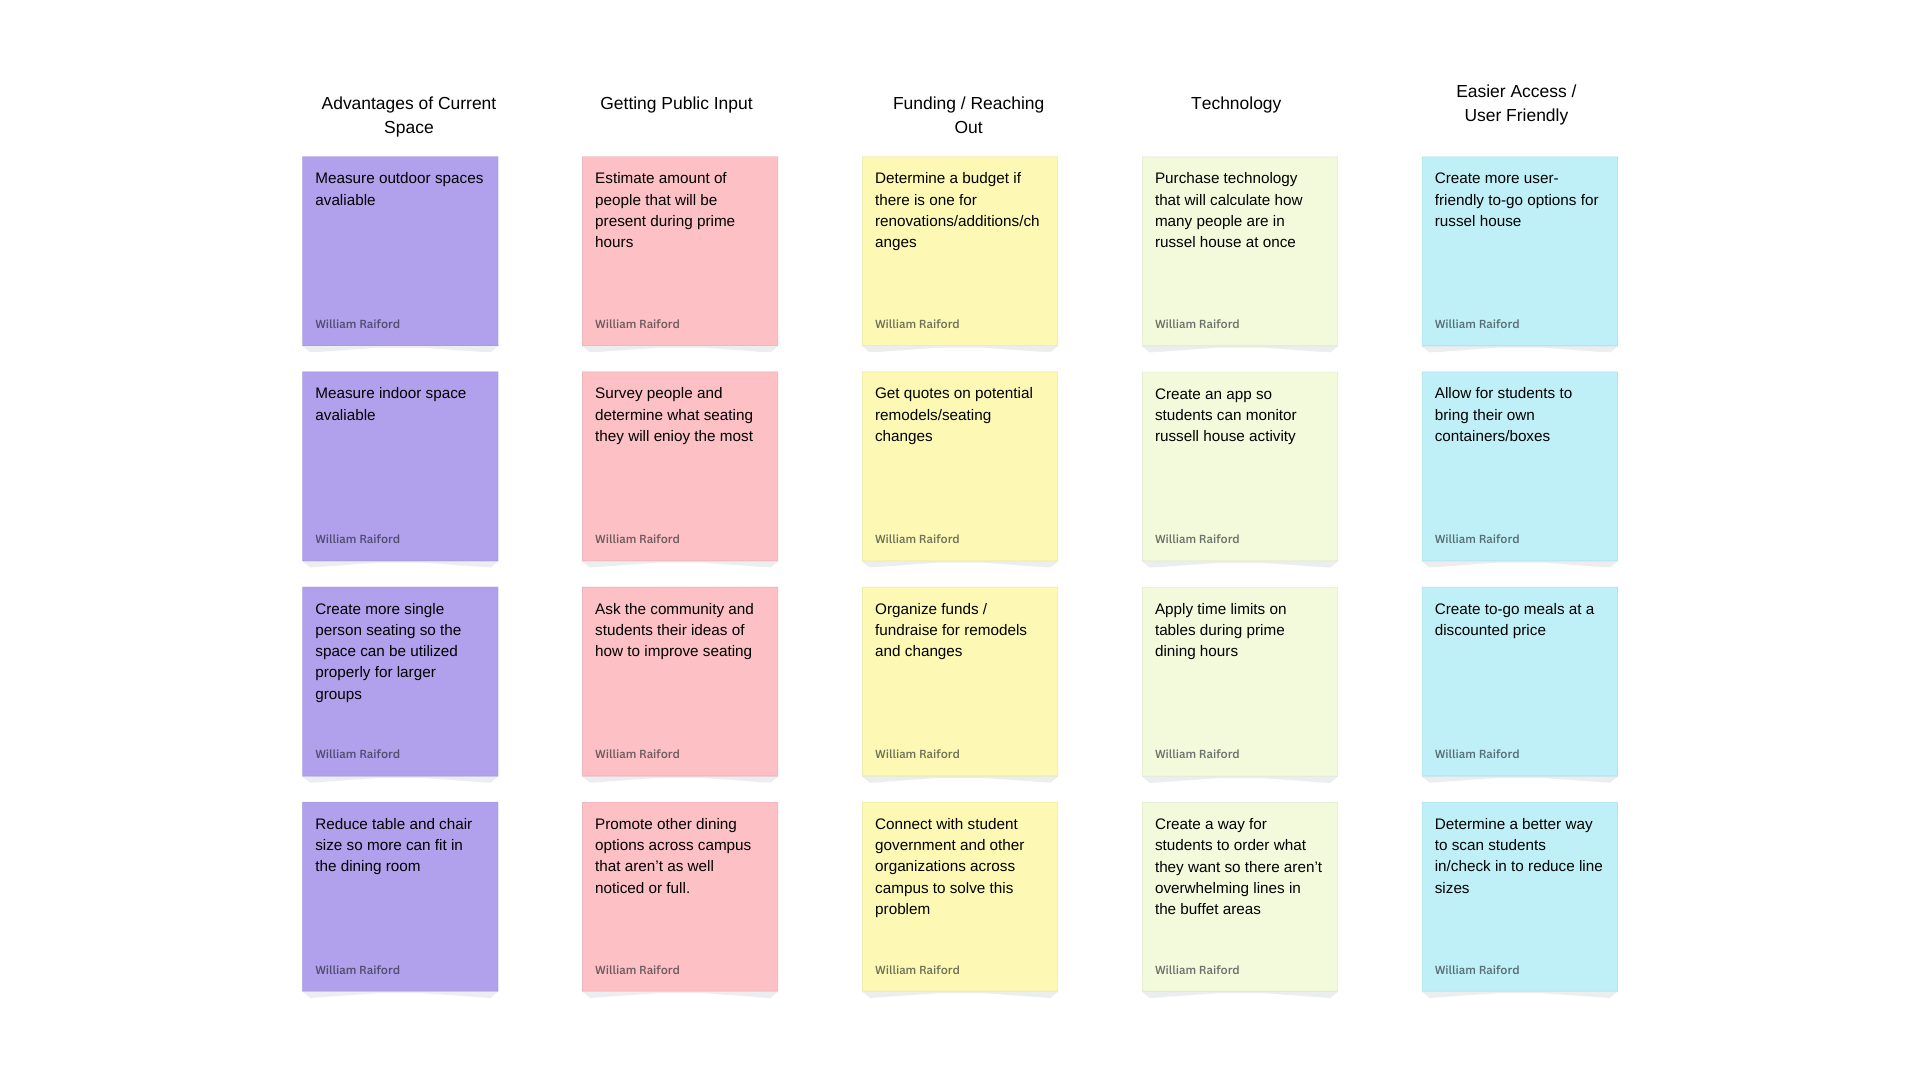 Advantages of Current
Space
Getting Public Input
Funding / Reaching
Out
Technology
Easier Access /
User Friendly
Measure outdoor spaces
avaliable
William Raiford
Estimate amount of
people that will be
present during prime
hours
William Raiford
Determine a budget if
there is one for
renovations/additions/ch
anges
William Raiford
Purchase technology
that will calculate how
many people are in
russel house at once
William Raiford
Create more user-
friendly to-go options for
russel house
William Raiford
Measure indoor space
avaliable
William Raiford
Survey people and
determine what seating
they will enioy the most
William Raiford
Get quotes on potential
remodels/seating
changes
William Raiford
Create an app so
students can monitor
russell house activity
William Raiford
Allow for students to
bring their own
containers/boxes
William Raiford
Create more single
person seating so the
space can be utilized
properly for larger
groups
William Raiford
Ask the community and
students their ideas of
how to improve seating
William Raiford
Organize funds /
fundraise for remodels
and changes
William Raiford
Apply time limits on
tables during prime
dining hours
William Raiford
Create to-go meals at a
discounted price
William Raiford
Reduce table and chair
size so more can fit in
the dining room
William Raiford
Promote other dining
options across campus
that aren’t as well
noticed or full.
William Raiford
Connect with student
government and other
organizations across
campus to solve this
problem
William Raiford
Create a way for
students to order what
they want so there aren’t
overwhelming lines in
the buffet areas
William Raiford
Determine a better way
to scan students
in/check in to reduce line
sizes
William Raiford